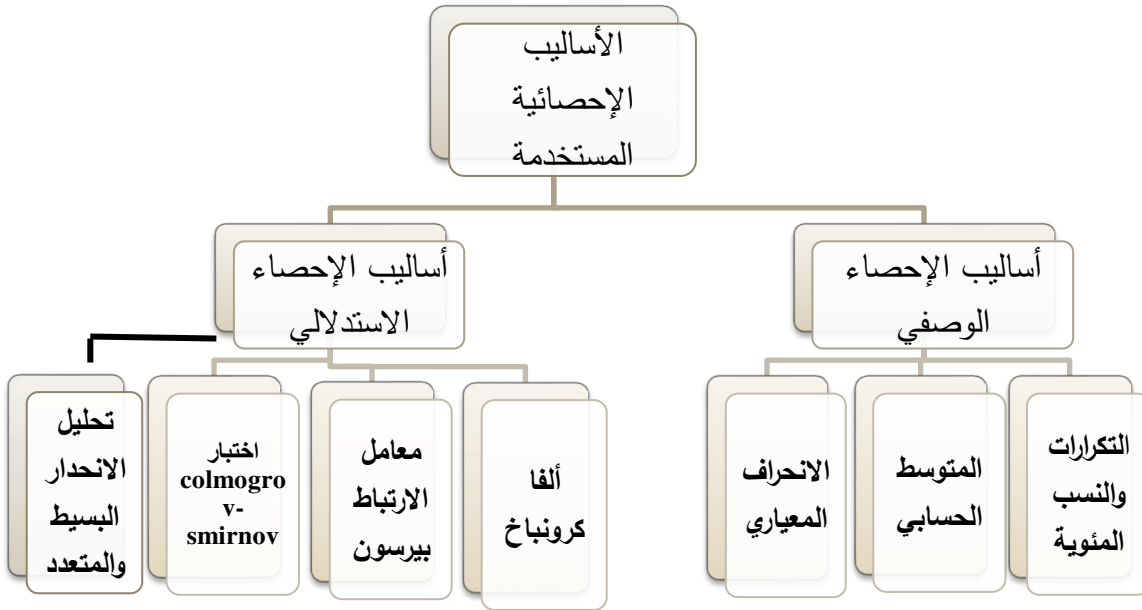 الأساليب
الإحصائية
المستخدمة
أساليب الإحصاء
الوصفي
أساليب الإحصاء
الاستدلالي
التكرارات
والنسب
المئوية
المتوسط
الحسابي
الانحراف
المعياري
ألفا
كرونباخ
معامل
الارتباط
بيرسون
اختبار
colmogro
v-
smirnov
تحليل
الانحدار
البسيط
والمتعدد